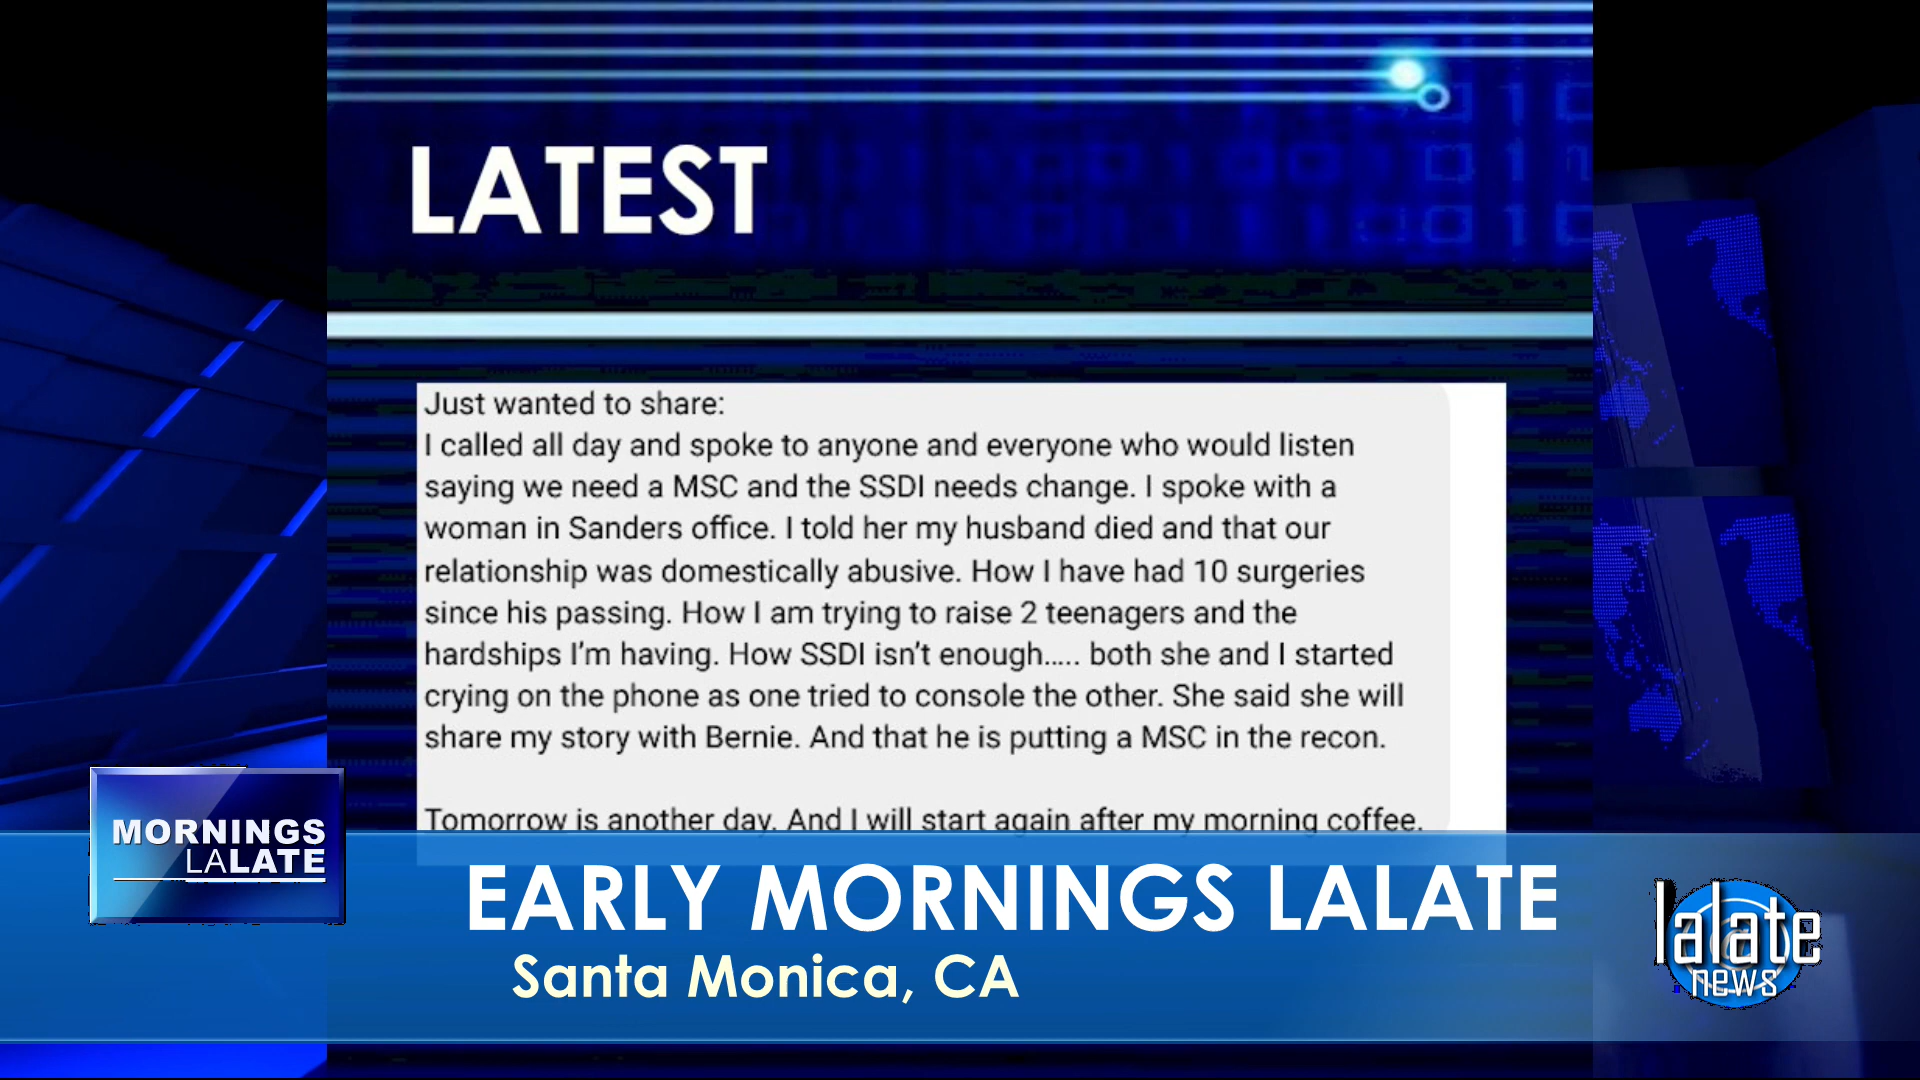 LATEST
Just wanted to share:
I called all day and spoke to anyone and everyone who would listen
saying we need a MSC and the SSDI needs change. I spoke with a
woman in Sanders office. I told her my husband died and that our
relationship was domestically abusive. How I have had 10 surgeries
since his passing. How I am trying to raise 2 teenagers and the
hardships I'm having. How SSDI isn't enough..... both she and I started
crying on the phone as one tried to console the other. She said she will
share my story with Bernie. And that he is putting a MSC in the recon.
Tomorrow is another day. And I will start again after my morning coffee.
MORNINGS
LALATE
EARLY MORNINGS LALATE
Santa Monica, CA
lalate
news